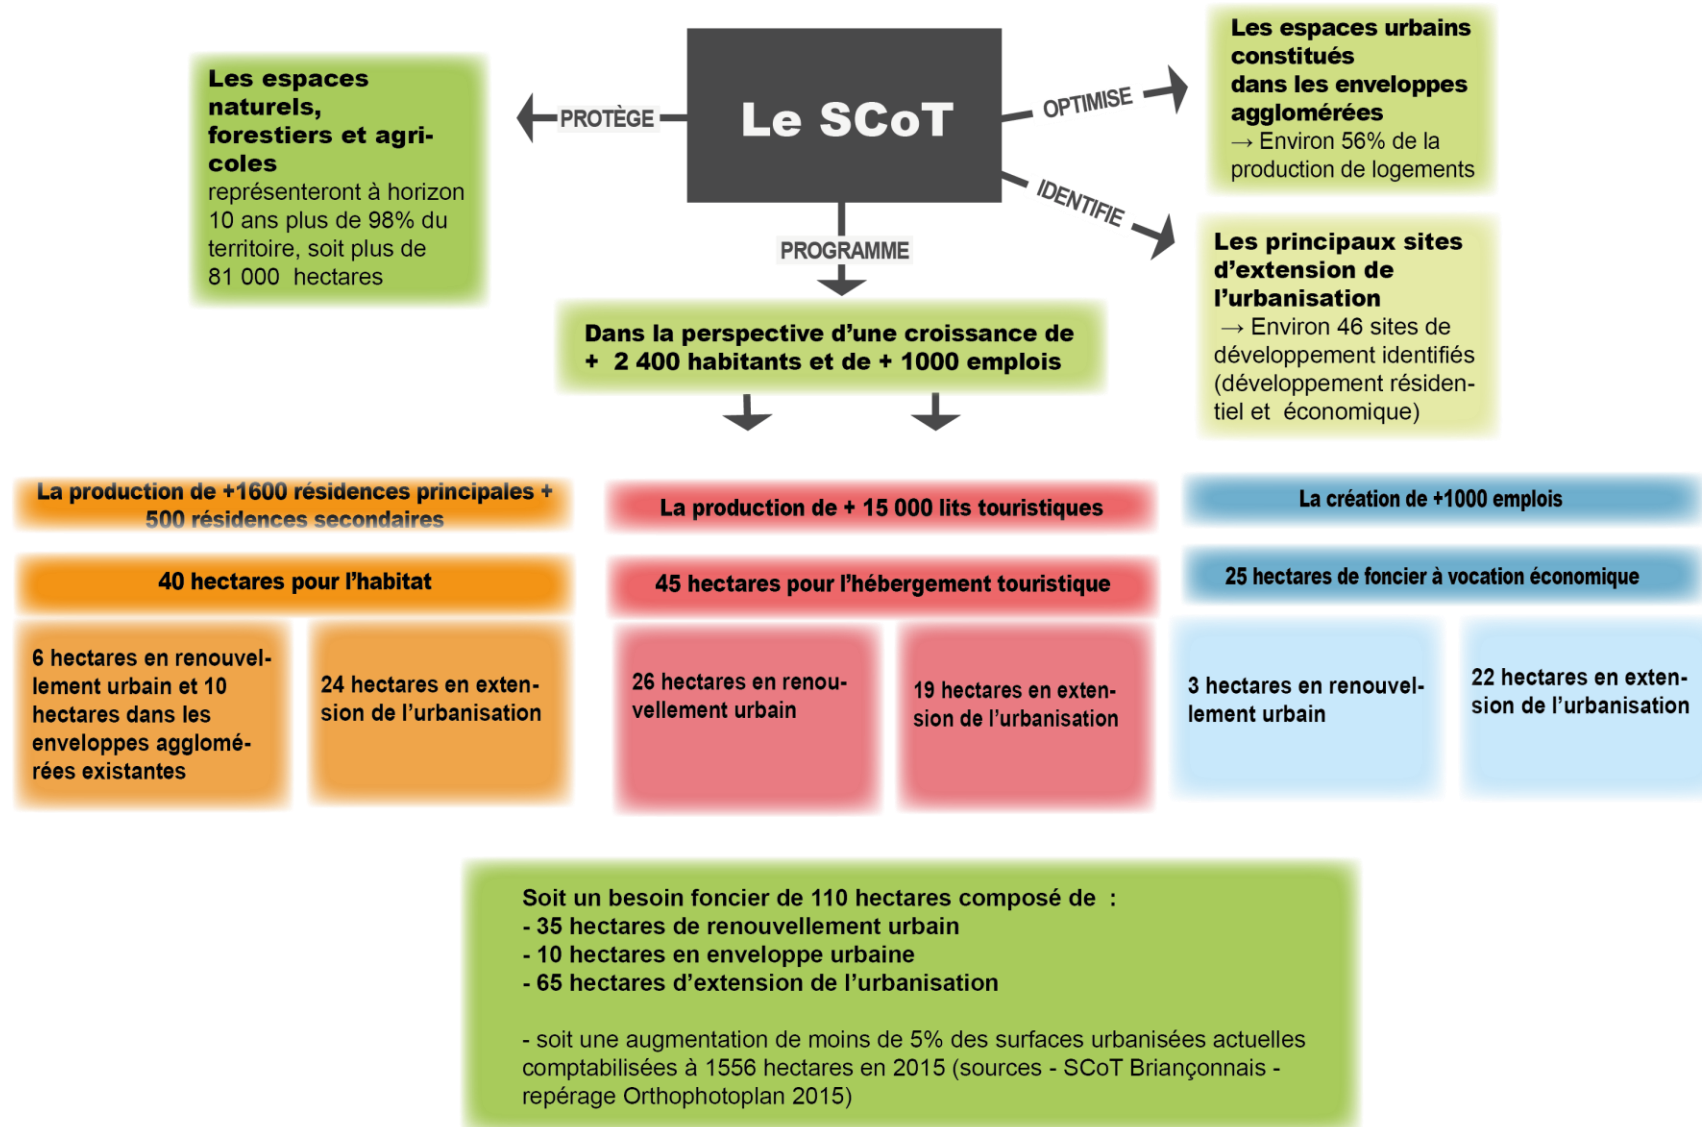 Le SCoT
PROTÈGE
Les espaces
naturels,
forestiers et agri-
coles
représenteront à horizon
10 ans plus de 98% du
territoire, soit plus de
81 000  hectares
OPTIMISE
Les espaces urbains
constitués
dans les enveloppes
agglomérées
→ Environ 56% de la
production de logements
IDENTIFIE
Les principaux sites
d’extension de
l’urbanisation
→ Environ 46 sites de
développement identifiés
(développement résiden-
tiel et  économique)
PROGRAMME
Dans la perspective d’une croissance de
+  2 400 habitants et de + 1000 emplois
La production de +1600 résidences principales +
500 résidences secondaires
40 hectares pour l’habitat
6 hectares en renouvel-
lement urbain et 10
hectares dans les
enveloppes agglomé-
rées existantes
24 hectares en exten-
sion de l’urbanisation
La production de + 15 000 lits touristiques
45 hectares pour l’hébergement touristique
26 hectares en renou-
vellement urbain
19 hectares en exten-
sion de l’urbanisation
La création de +1000 emplois
25 hectares de foncier à vocation économique
3 hectares en renouvel-
lement urbain
22 hectares en exten-
sion de l’urbanisation
Soit un besoin foncier de 110 hectares composé de  :
- 35 hectares de renouvellement urbain
- 10 hectares en enveloppe urbaine
- 65 hectares d’extension de l’urbanisation
- soit une augmentation de moins de 5% des surfaces urbanisées actuelles
comptabilisées à 1556 hectares en 2015 (sources - SCoT Briançonnais -
repérage Orthophotoplan 2015)